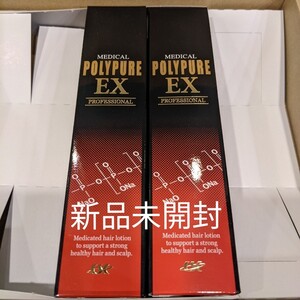 MEDICAL
POLYPURE
EX
PROFESSIONAL
MEDICAL
POLYPURE
EX
PROFESSIONAL
新品未開封
Medicated hair lotion
to support a strong
healthy hair and scalp.
Medicated hair lotion
to support a strong
healthy hair and scalp.